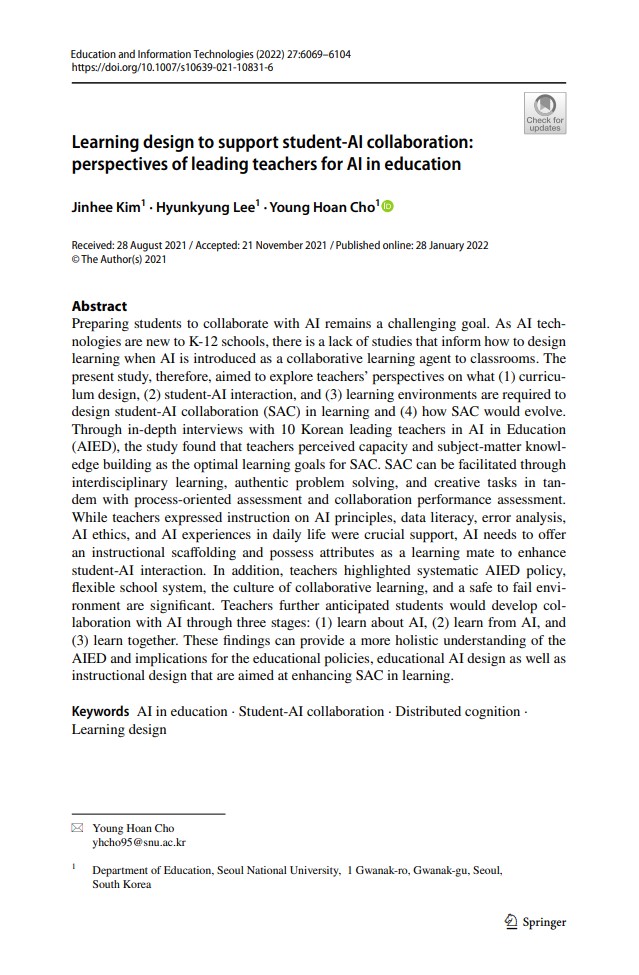 Education and Information Technologies (2022) 27:6069–6104
https://doi.org/10.1007/s10639-021-10831-6
Check for
updates
Learning design to support student-AI collaboration:
perspectives of leading teachers for AI in education
Jinhee Kim1 · Hyunkyung Lee1 · Young Hoan Cho1 iD
Received: 28 August 2021 / Accepted: 21 November 2021 / Published online: 28 January 2022
© The Author(s) 2021
Abstract
Preparing students to collaborate with AI remains a challenging goal. As AI tech-
nologies are new to K-12 schools, there is a lack of studies that inform how to design
learning when AI is introduced as a collaborative learning agent to classrooms. The
present study, therefore, aimed to explore teachers' perspectives on what (1) curricu-
lum design, (2) student-AI interaction, and (3) learning environments are required to
design student-AI collaboration (SAC) in learning and (4) how SAC would evolve.
Through in-depth interviews with 10 Korean leading teachers in AI in Education
(AIED), the study found that teachers perceived capacity and subject-matter knowl-
edge building as the optimal learning goals for SAC. SAC can be facilitated through
interdisciplinary learning, authentic problem solving, and creative tasks in tan-
dem with process-oriented assessment and collaboration performance assessment.
While teachers expressed instruction on AI principles, data literacy, error analysis,
AI ethics, and AI experiences in daily life were crucial support, AI needs to offer
an instructional scaffolding and possess attributes as a learning mate to enhance
student-AI interaction. In addition, teachers highlighted systematic AIED policy,
flexible school system, the culture of collaborative learning, and a safe to fail envi-
ronment are significant. Teachers further anticipated students would develop col-
laboration with AI through three stages: (1) learn about AI, (2) learn from AI, and
(3) learn together. These findings can provide a more holistic understanding of the
AIED and implications for the educational policies, educational AI design as well as
instructional design that are aimed at enhancing SAC in learning.
Keywords AI in education · Student-AI collaboration · Distributed cognition ·
Learning design
Young Hoan Cho
yhcho95@snu.ac.kr
1 Department of Education, Seoul National University, 1 Gwanak-ro, Gwanak-gu, Seoul,
South Korea
Springer